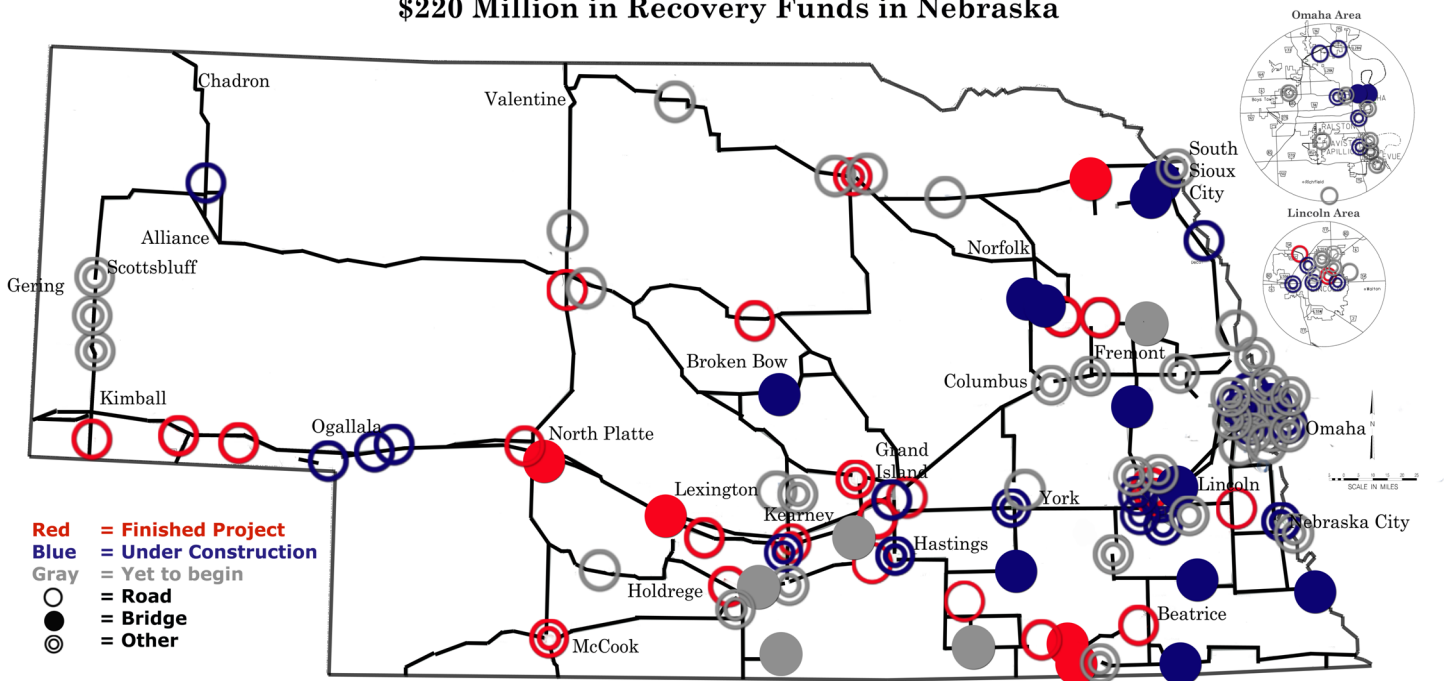 $220 Million in Recovery Funds in Nebraska
Omaha Area
Chadron
Valentine
South
Sioux
City
Lincoln Area
Alliance
Norfolk
Scottsbluff
Gering
Broken Bow
Fremont
Columbus
Kimball
Ogallala
North Platte
Omaha
N
Grand
Island
SCALE IN MILES
Lexington
Lincoln
York
Kearney
Nebraska City
Red = Finished Project
Blue = Under Construction
Gray = Yet to begin
= Road
= Bridge
= Other
Hastings
Holdrege
Beatrice
McCook